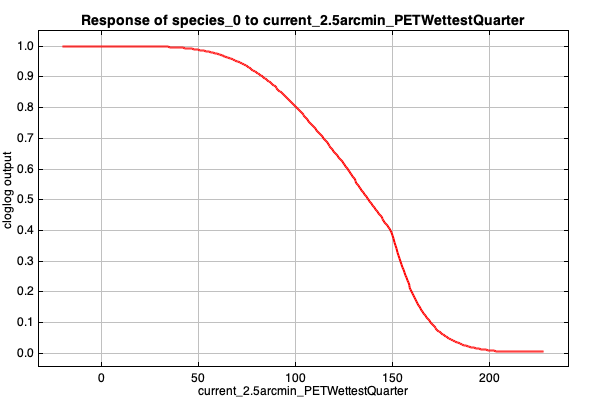 Response of species_0 to current_2.5arcmin_PETWettestQuarter
1.0
0.9
0.8
0.7
0.6
0.5
0.4
0.3
0.2
0.1
0.0
cloglog output
0 50 100 150 200
current_2.5arcmin_PETWettestQuarter